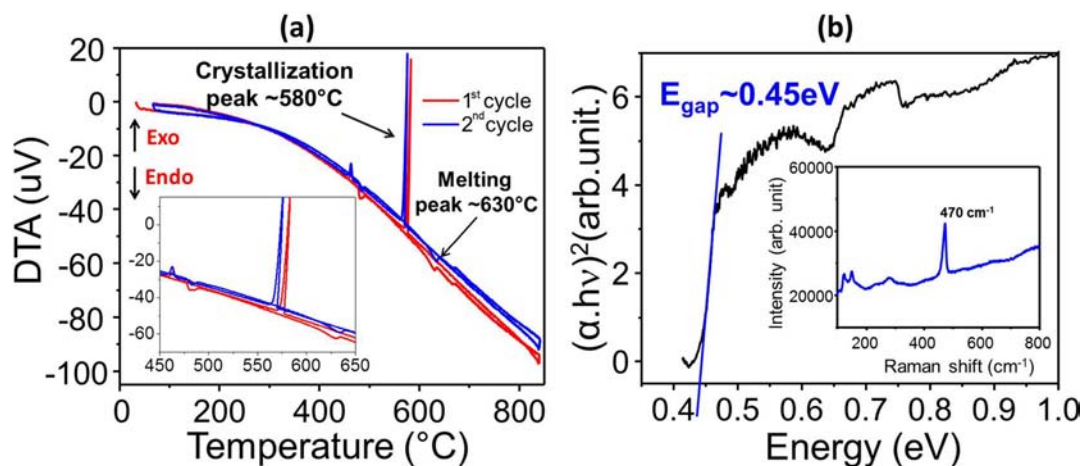 (a)
20
0
-20
-40
-60
-80
-100
DTA (uV)
Crystallization
peak ~580°C
1st cycle
2nd cycle
Exo
Endo
Melting
peak ~630°C
15
0
-20
-40
-60
450
500
550
600
650
0
200
400
600
800
Temperature (°C)
(b)
Egap~0.45eV
6
4
2
0
(α.hν)2(arb.unit.)
60000
50000
40000
30000
20000
Intensity (arb. unit)
470 cm-1
200
400
600
800
Raman shift (cm-1)
0.4
0.5
0.6
0.7
0.8
0.9
1.0
Energy (eV)